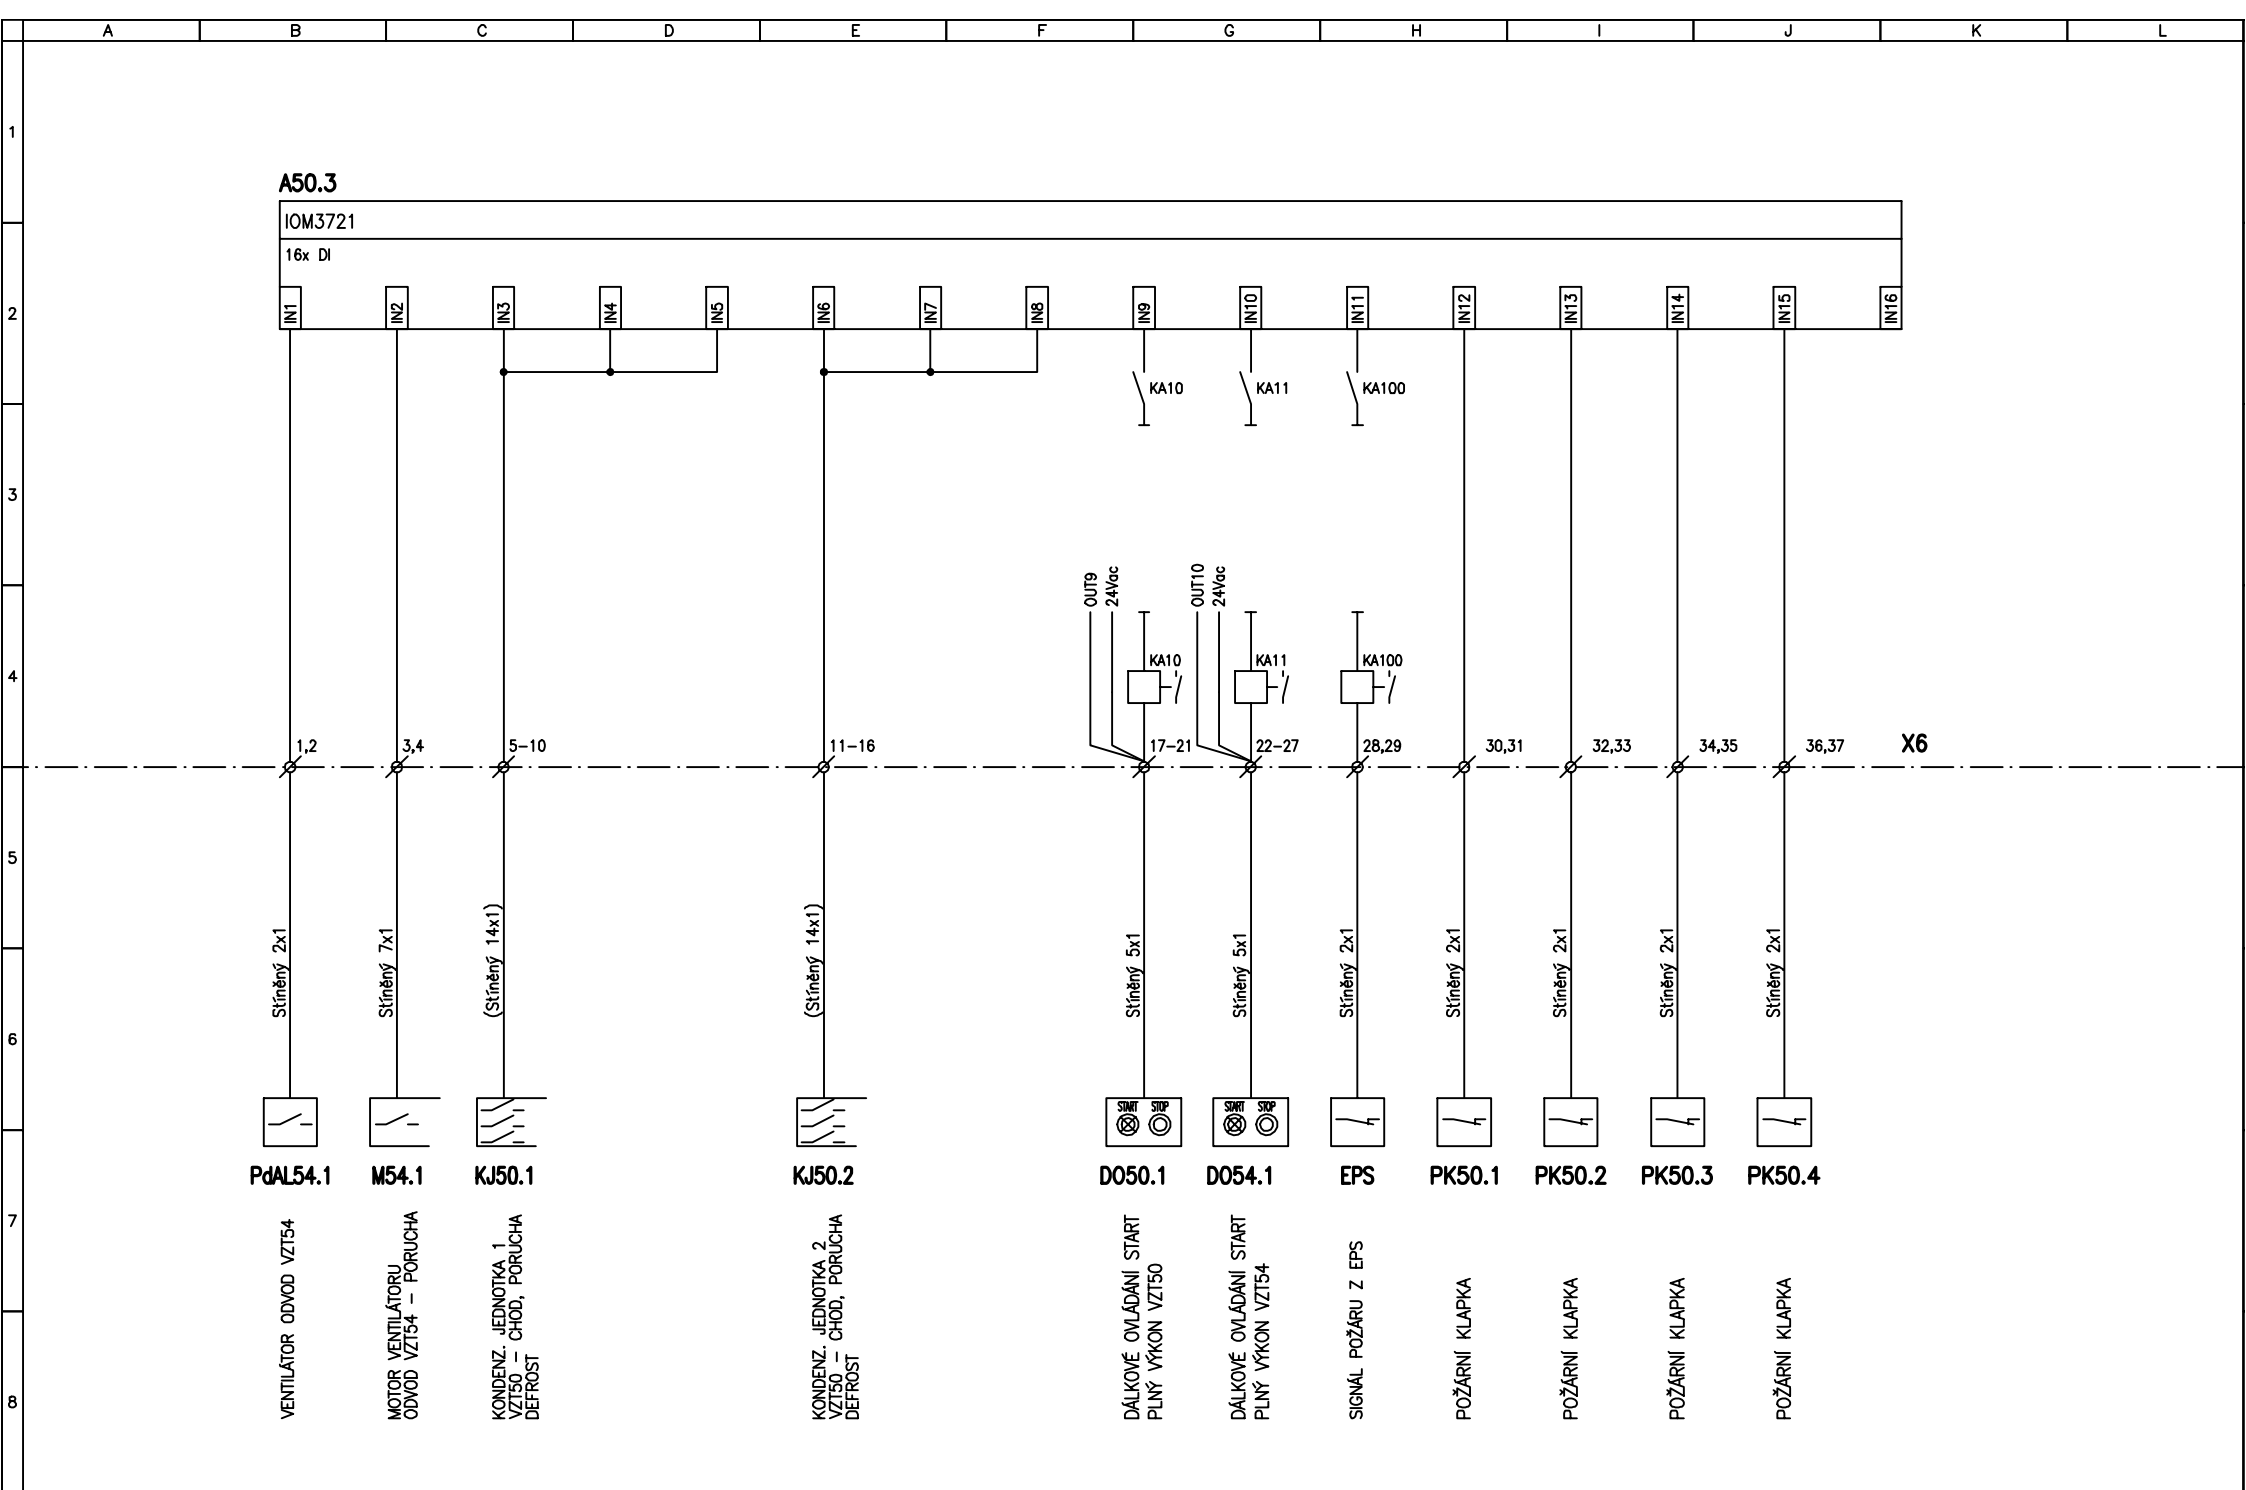 A B C D E F G H I J K L
1
A50.3
IOM3721
16x DI
2
IN1 IN2 IN3 IN4 IN5 IN6 IN7 IN8 IN9 IN10 IN11 IN12 IN13 IN14 IN15 IN16
KA10 KA11 KA100
3
OUT9
24Vac
OUT10
24Vac
KA10 KA11 KA100
4
1,2 3,4 5-10 11-16 17-21 22-27 28,29 30,31 32,33 34,35 36,37 X6
5
Stíněný 2x1
Stíněný 7x1
(Stíněný 14x1)
(Stíněný 14x1)
Stíněný 5x1
Stíněný 5x1
Stíněný 2x1
Stíněný 2x1
Stíněný 2x1
Stíněný 2x1
Stíněný 2x1
6
START STOP START STOP
PdAL54.1 M54.1 KJ50.1 KJ50.2 DO50.1 DO54.1 EPS PK50.1 PK50.2 PK50.3 PK50.4
7
VENTILÁTOR ODVOD VZT54
MOTOR VENTILÁTORU
ODVOD VZT54 - PORUCHA
KONDENZ. JEDNOTKA 1
VZT50 - CHOD, PORUCHA
DEFROST
KONDENZ. JEDNOTKA 2
VZT50 - CHOD, PORUCHA
DEFROST
DÁLKOVÉ OVLÁDÁNÍ START
PLNÝ VÝKON VZT50
DÁLKOVÉ OVLÁDÁNÍ START
PLNÝ VÝKON VZT54
SIGNÁL POŽÁRU Z EPS
POŽÁRNÍ KLAPKA
POŽÁRNÍ KLAPKA
POŽÁRNÍ KLAPKA
POŽÁRNÍ KLAPKA
8